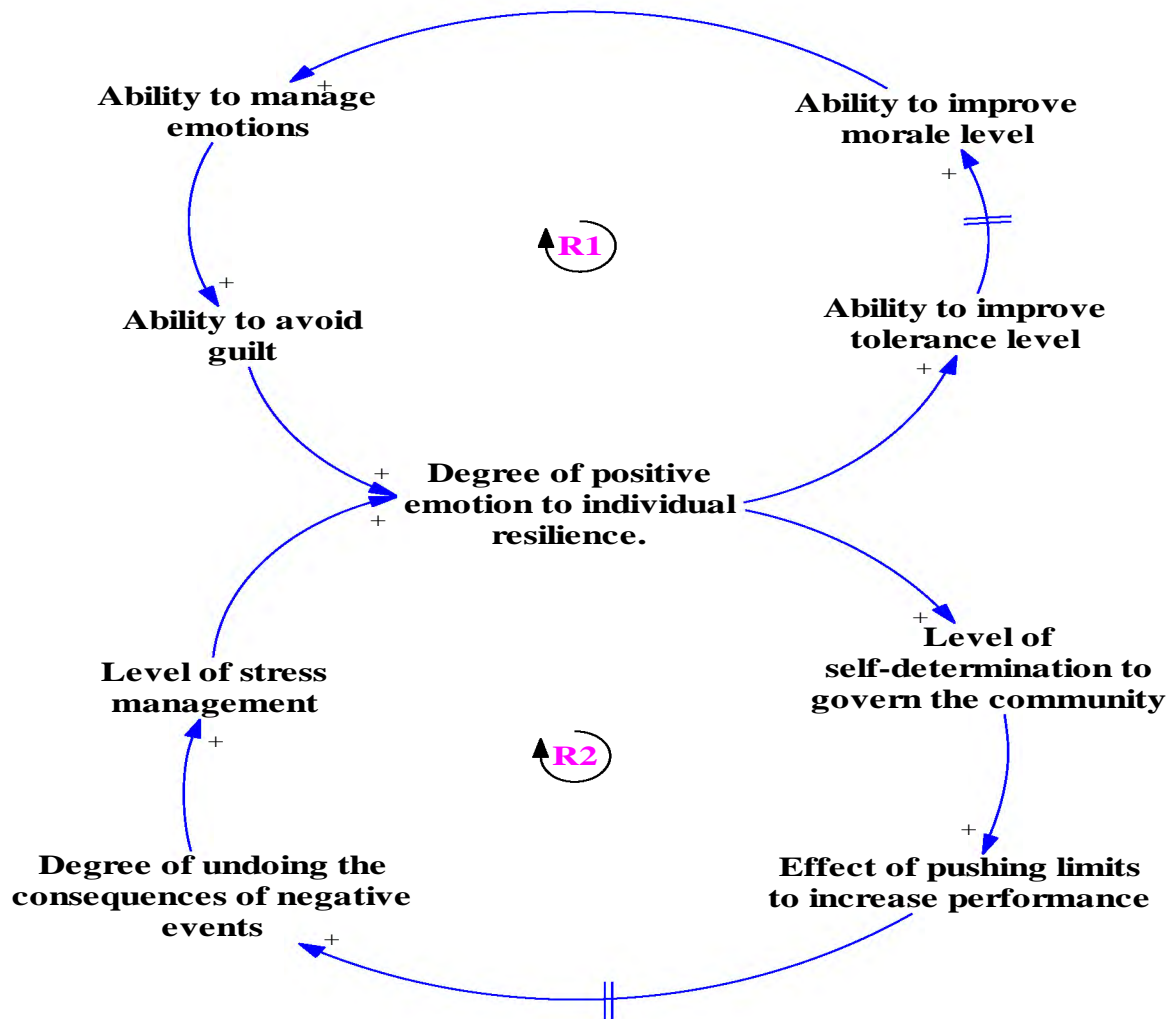 +
Ability to manage
emotions
Ability to improve
morale level
+
R1
+
Ability to avoid
guilt
Ability to improve
tolerance level
+
+
Degree of positive
emotion to individual
resilience.
+
+
Level of
self-determination to
govern the community
Level of stress
management
+
R2
+
Degree of undoing the
consequences of negative
events
Effect of pushing limits
to increase performance
+